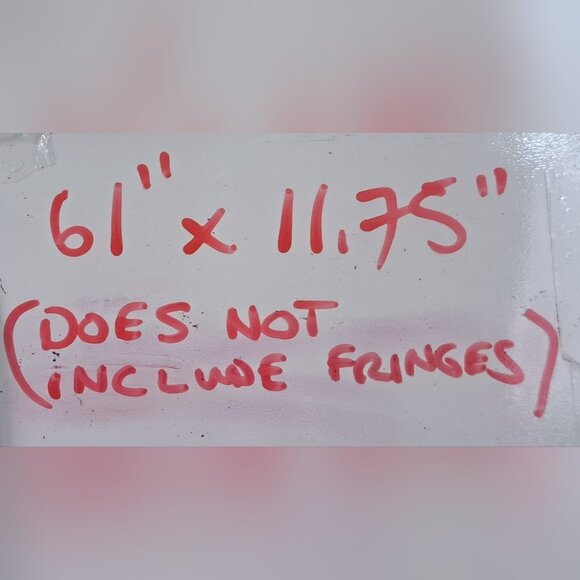 61" x 11.75"
(DOES NOT
INCLUDE FRINGES)